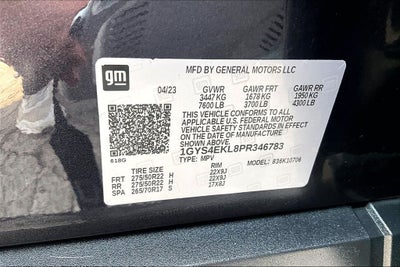 gm
MFD BY GENERAL MOTORS LLC
04/23 GVWR GAWR FRT GAWR RR
3447 KG 1678 KG 1950 KG
7600 LB 3700 LB 4300 LB
THIS VEHICLE CONFORMS TO ALL
APPLICABLE U.S. FEDERAL MOTOR
VEHICLE SAFETY STANDARDS IN EFFECT
ON THE DATE OF MANUFACTURE
SHOWN ABOVE.
1GYS4EKL8PR346783
618G TYPE: MPV MODEL: 836K10706
TIRE SIZE RIM
FRT 275/50R22 H 22X9J
RR 275/50R22 H 22X9J
SPA 265/70R17 S 17X8J